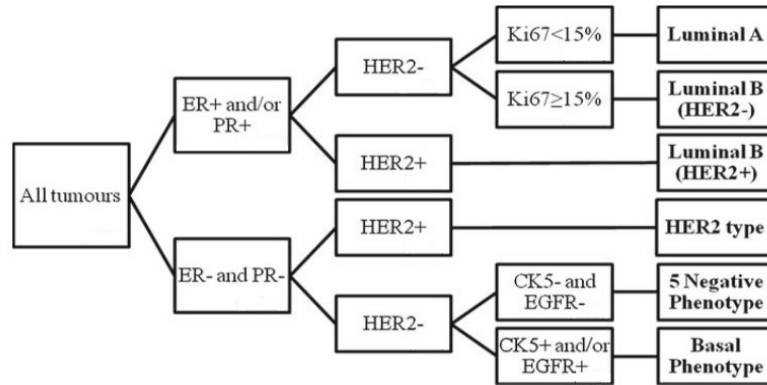 Ki67<15%
Luminal A
HER2-
ER+ and/or
PR+
Ki67≥15%
Luminal B
(HER2-)
HER2+
Luminal B
(HER2+)
All tumours
HER2+
HER2 type
ER- and PR-
CK5- and
EGFR-
5 Negative
Phenotype
HER2-
CK5+ and/or
EGFR+
Basal
Phenotype